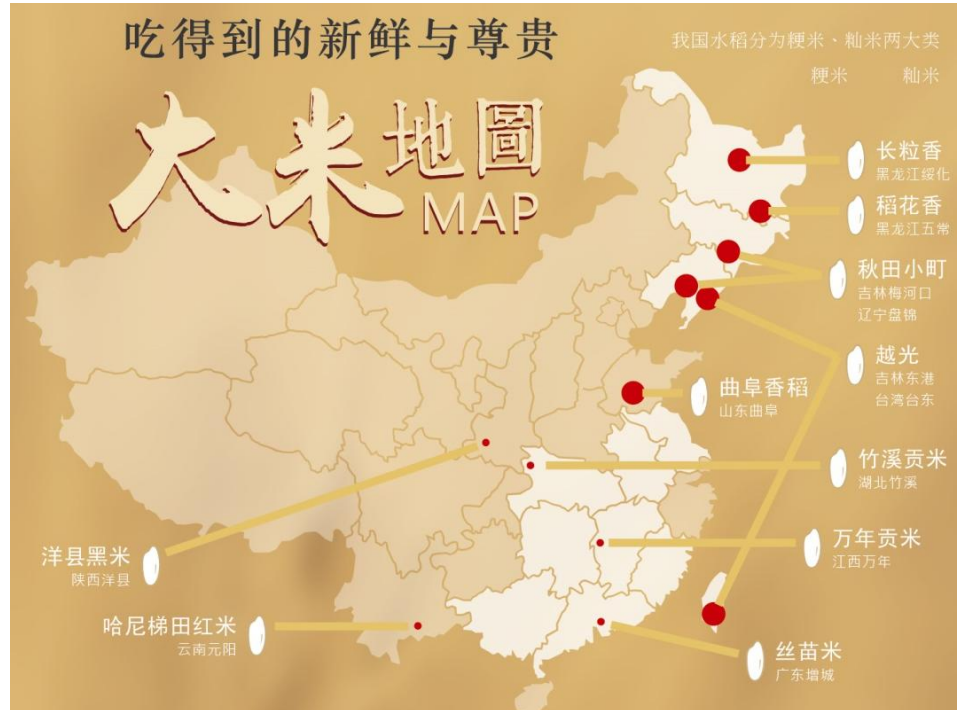 吃得到的新鲜与尊贵
大米地圖
MAP
我国水稻分为粳米、籼米两大类
粳米 籼米
长粒香
黑龙江绥化
稻花香
黑龙江五常
秋田小町
吉林梅河口
辽宁盘锦
越光
吉林东港
台湾台东
曲阜香稻
山东曲阜
竹溪贡米
湖北竹溪
万年贡米
江西万年
洋县黑米
陕西洋县
哈尼梯田红米
云南元阳
丝苗米
广东增城